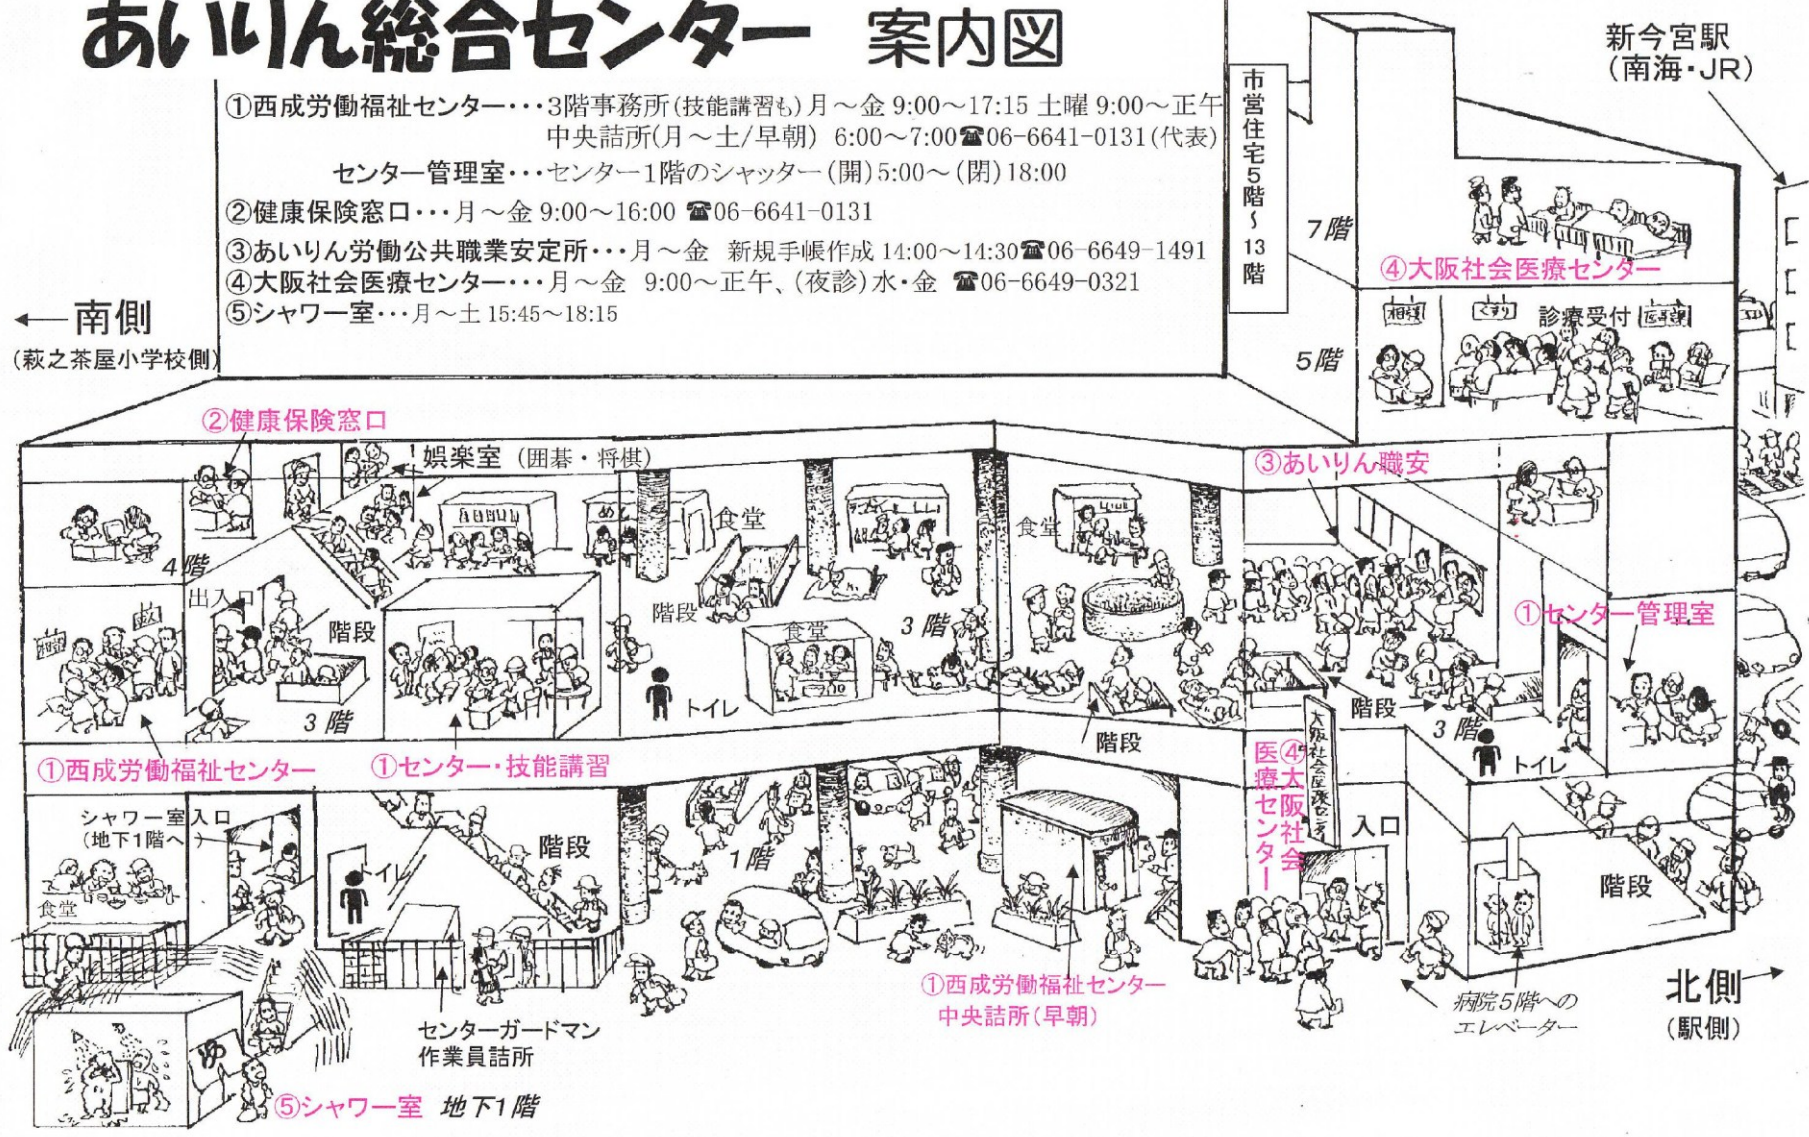 あいりん総合センター 案内図
①西成労働福祉センター・・・3階事務所(技能講習も)月～金 9:00～17:15 土曜 9:00～正午
中央詰所(月～土/早朝) 6:00～7:00☎06-6641-0131(代表)
センター管理室・・・センター1階のシャッター(開)5:00～(閉)18:00
②健康保険窓口・・・月～金 9:00～16:00 ☎06-6641-0131
③あいりん労働公共職業安定所・・・月～金 新規手帳作成 14:00～14:30☎06-6649-1491
④大阪社会医療センター・・・月～金 9:00～正午、(夜診)水・金 ☎06-6649-0321
⑤シャワー室・・・月～土 15:45～18:15
市営住宅5階～13階
新今宮駅
(南海・JR)
←南側
(萩之茶屋小学校側)
7階
④大阪社会医療センター
相談
くすり
診療受付
5階
②健康保険窓口
娯楽室 (囲碁・将棋)
③あいりん職安
めし
食堂
食堂
4階
出入口
階段
階段
食堂
3階
①センター管理室
トイレ
3階
階段
3階
階段
トイレ
①西成労働福祉センター
①センター・技能講習
④大阪社会医療センター
大阪社会医療センター
シャワー室入口
(地下1階へ)
食堂
トイレ
階段
1階
入口
階段
①西成労働福祉センター
中央詰所(早朝)
病院5階への
エレベーター
北側→
(駅側)
センターガードマン
作業員詰所
ゆ
⑤シャワー室 地下1階